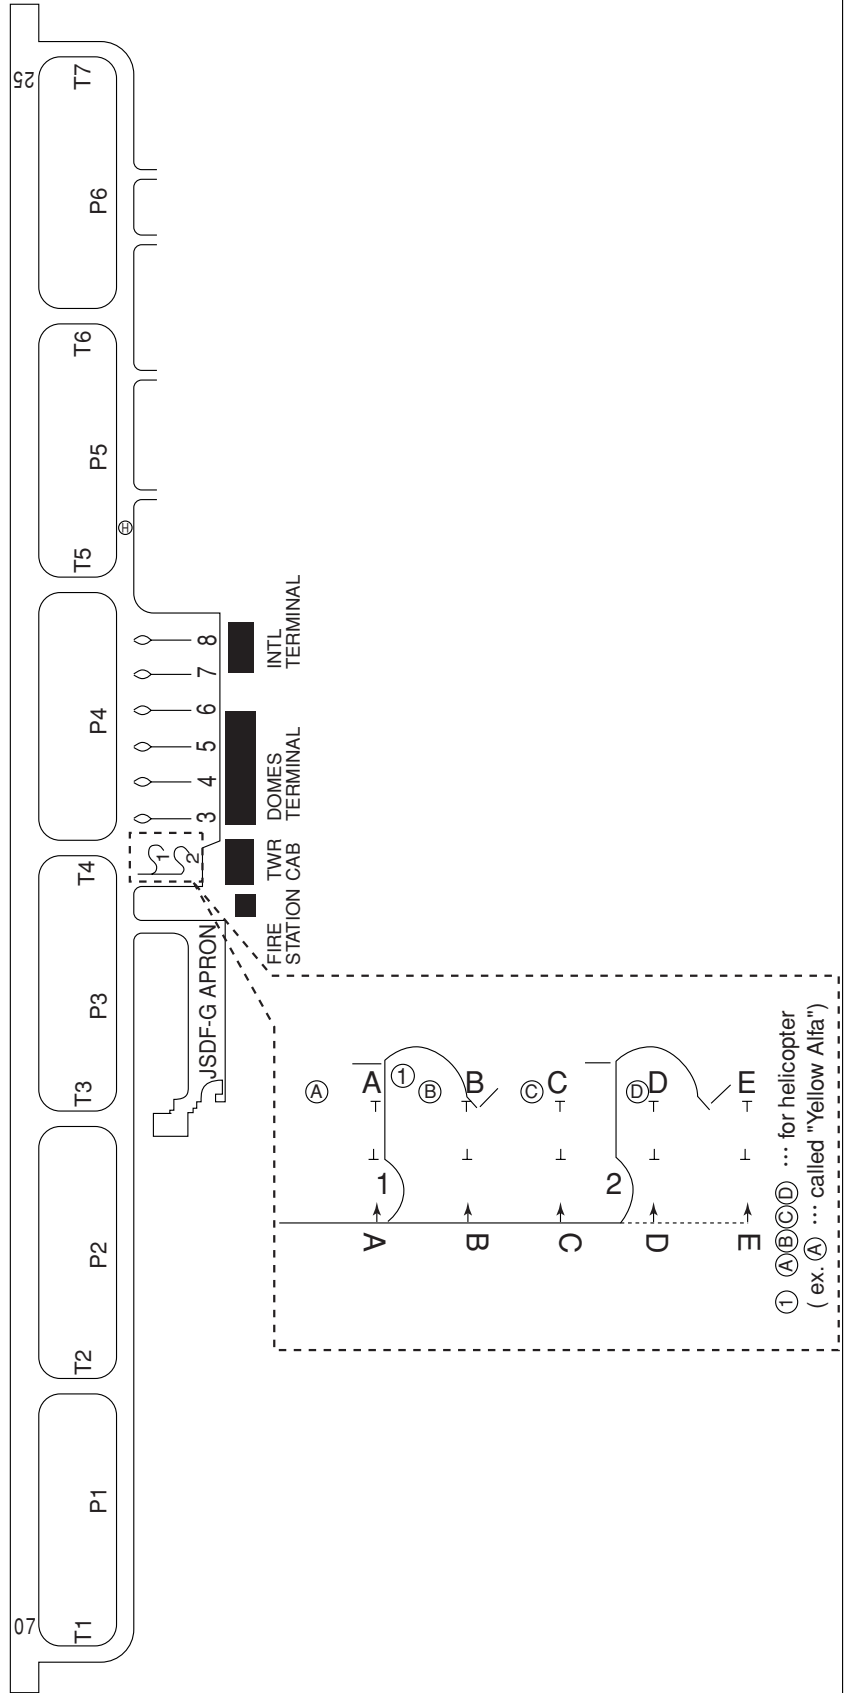 07
25
T1
T2
T3
T4
T5
T6
T7
P1
P2
P3
P4
P5
P6
H
1
2
3
4
5
6
7
8
JSDF-G APRON
FIRE
STATION
TWR
CAB
DOMES
TERMINAL
INTL
TERMINAL
A
A
1
B
C
D
A
B
C
D
E
1
2
A
B
C
D
E
1 A B C D ··· for helicopter
( ex. A ··· called "Yellow Alfa")